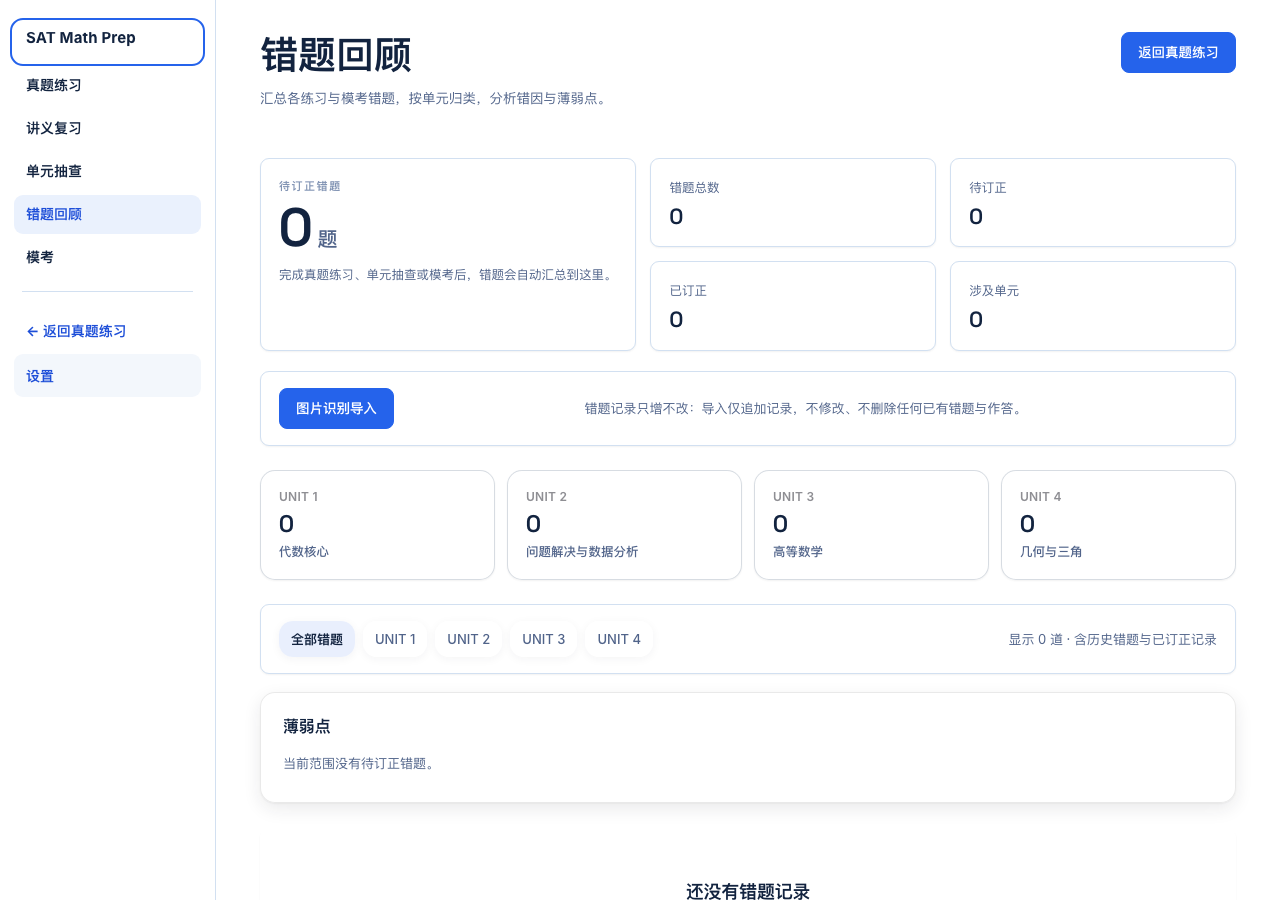 SAT Math Prep
真题练习
讲义复习
单元抽查
错题回顾
模考
← 返回真题练习
设置
错题回顾
返回真题练习
汇总各练习与模考错题，按单元归类，分析错因与薄弱点。
待订正错题
0 题
完成真题练习、单元抽查或模考后，错题会自动汇总到这里。
错题总数
0
待订正
0
已订正
0
涉及单元
0
图片识别导入
错题记录只增不改：导入仅追加记录，不修改、不删除任何已有错题与作答。
UNIT 1
0
代数核心
UNIT 2
0
问题解决与数据分析
UNIT 3
0
高等数学
UNIT 4
0
几何与三角
全部错题 UNIT 1 UNIT 2 UNIT 3 UNIT 4
显示 0 道 · 含历史错题与已订正记录
薄弱点
当前范围没有待订正错题。
还没有错题记录